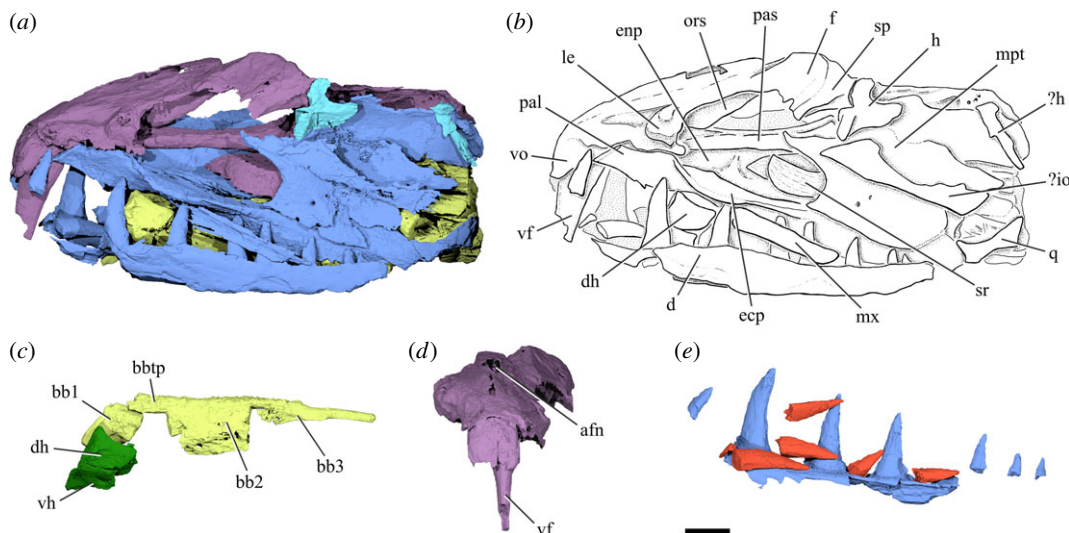 (a)
(b)
ors
pas
f
sp
enp
h
mpt
le
?h
pal
vo
?io
vf
q
dh
d
ecp
mx
sr
(c)
(d)
(e)
bbtp
bb1
afn
dh
bb2
bb3
vh
vf